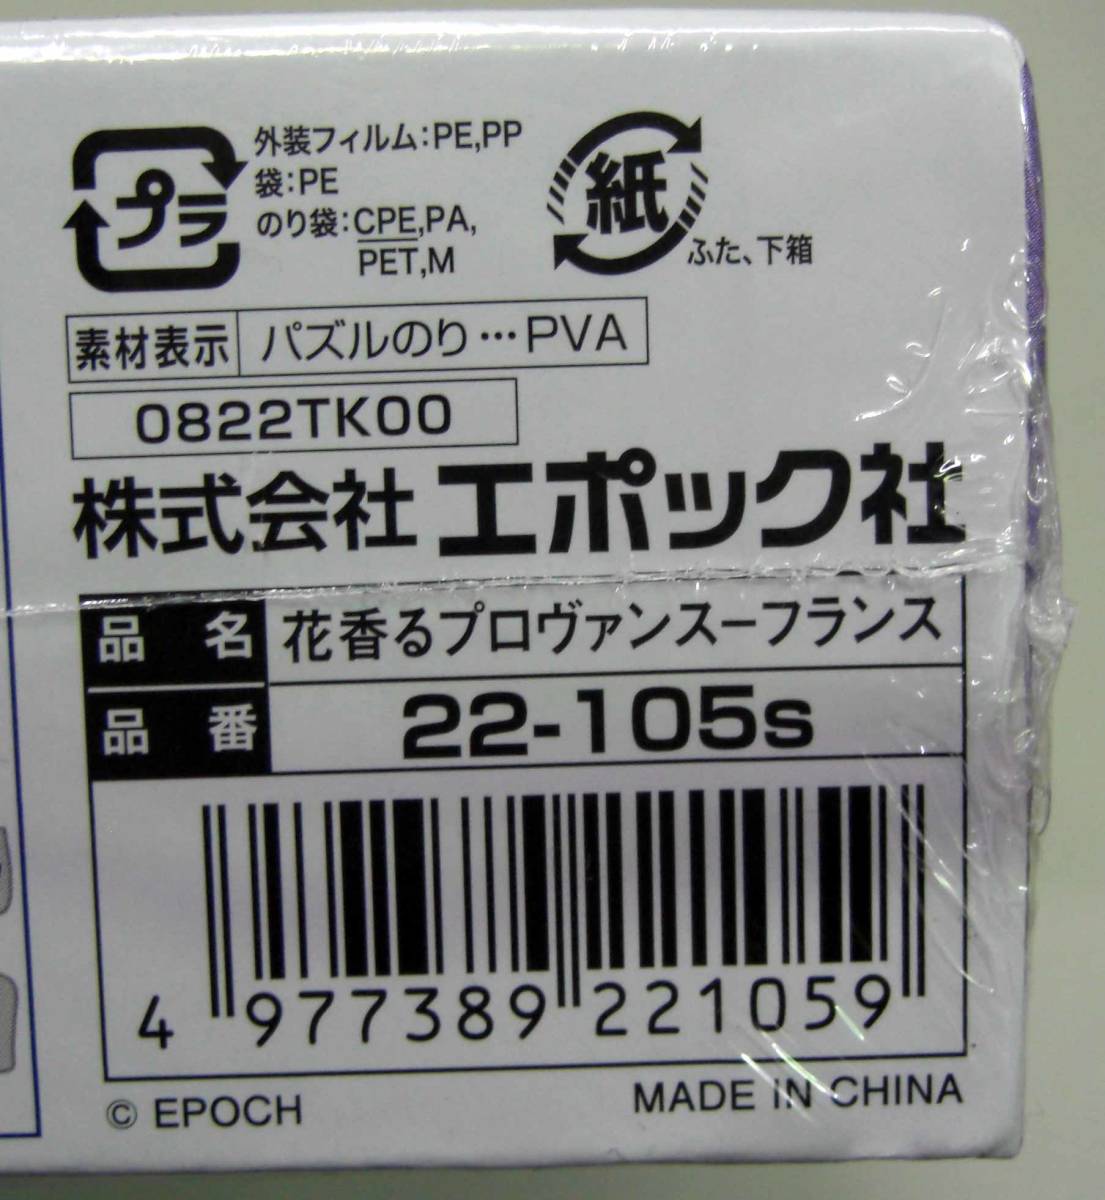 プラ
外装フィルム:PE,PP
袋:PE
のり袋:CPE,PA,
PET,M
紙
ふた、下箱
素材表示 パズルのり…PVA
0822TK00
株式会社 エポック社
品名 花香るプロヴァンスーフランス
品番 22-105s
4 977389 221059
© EPOCH MADE IN CHINA